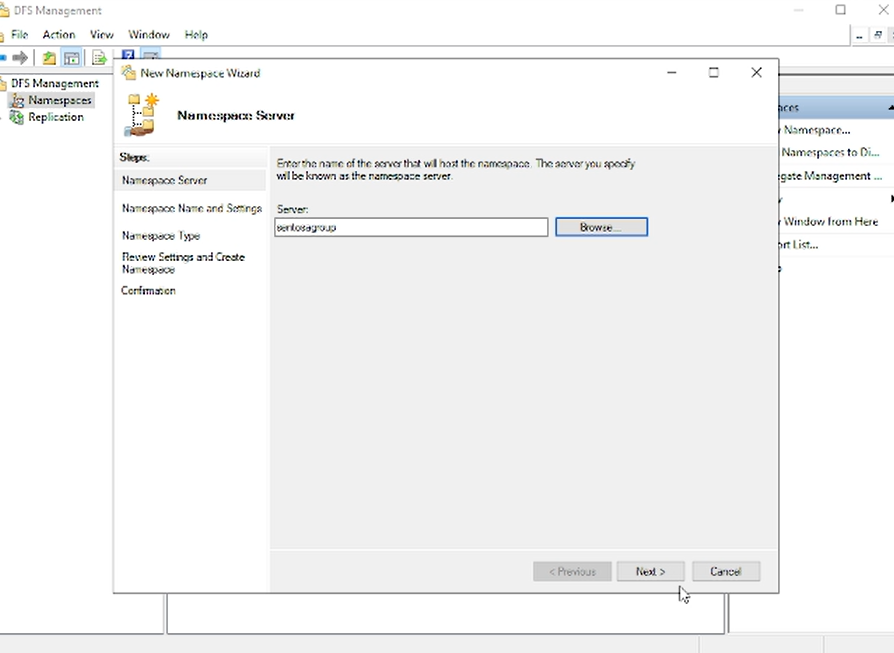 DFS Management
File Action View Window Help
DFS Management
Namespaces
Replication
New Namespace Wizard
Namespace Server
Steps:
Namespace Server
Namespace Name and Settings
Namespace Type
Review Settings and Create
Namespace
Confirmation
Enter the name of the server that will host the namespace. The server you specify
will be known as the namespace server.
Server:
sentosagroup
Browse...
< Previous
Next >
Cancel
Namespace...
Namespaces to Di...
Management ...
Window from Here
List...